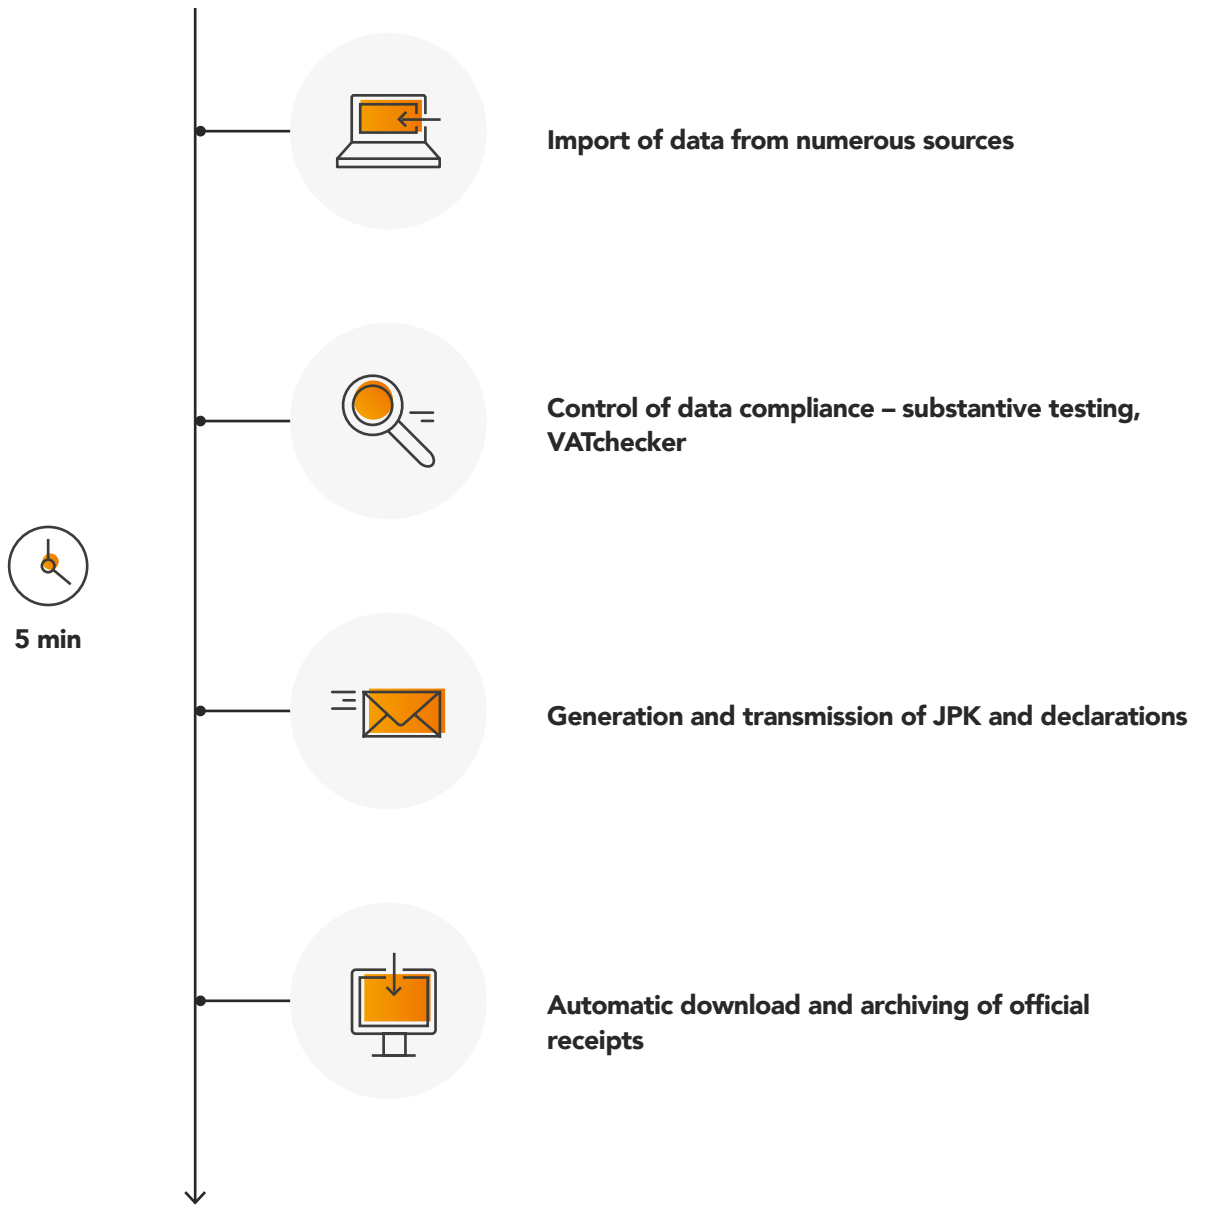 Import of data from numerous sources
Control of data compliance – substantive testing,
VATchecker
5 min
Generation and transmission of JPK and declarations
Automatic download and archiving of official
receipts